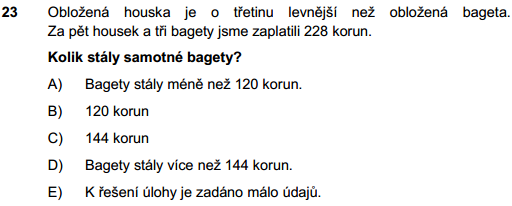 23 Obložená houska je o třetinu levnější než obložená bageta.
Za pět housek a tři bagety jsme zaplatili 228 korun.
Kolik stály samotné bagety?
A) Bagety stály méně než 120 korun.
B) 120 korun
C) 144 korun
D) Bagety stály více než 144 korun.
E) K řešení úlohy je zadáno málo údajů.